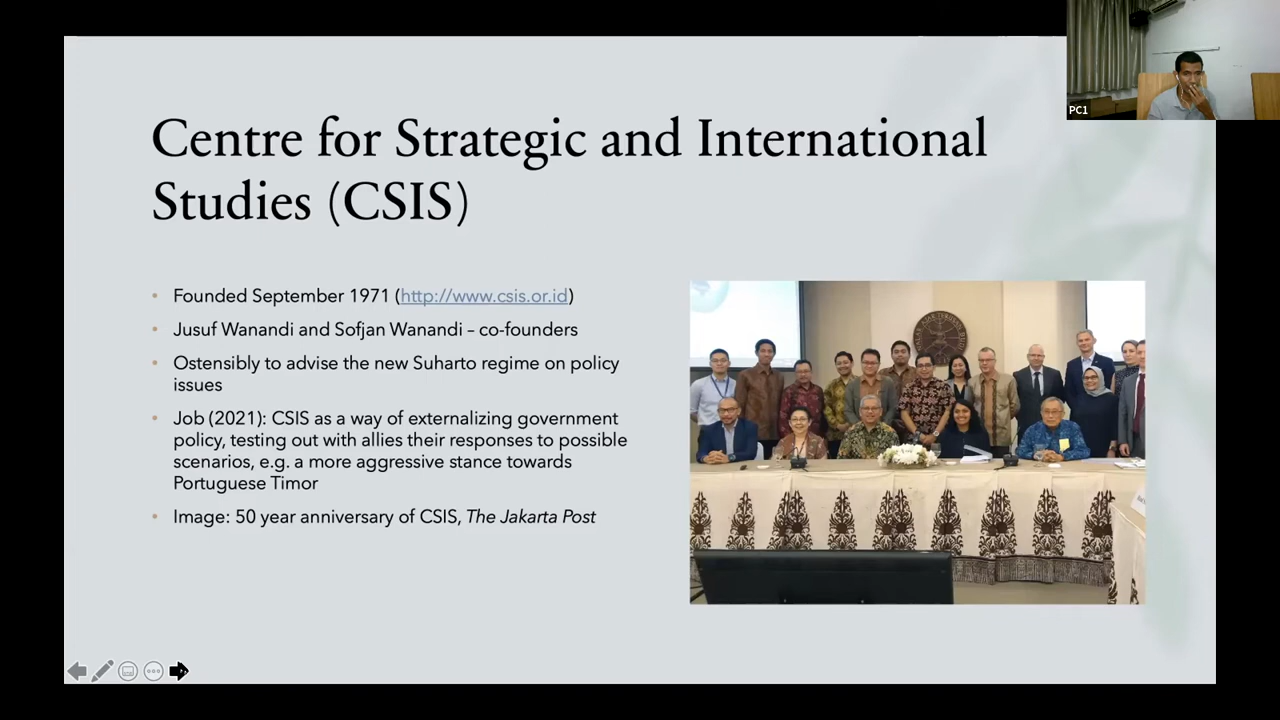 PC1
Centre for Strategic and International
Studies (CSIS)
• Founded September 1971 (http://www.csis.or.id)
• Jusuf Wanandi and Sofjan Wanandi – co-founders
• Ostensibly to advise the new Suharto regime on policy
issues
• Job (2021): CSIS as a way of externalizing government
policy, testing out with allies their responses to possible
scenarios, e.g. a more aggressive stance towards
Portuguese Timor
• Image: 50 year anniversary of CSIS, The Jakarta Post